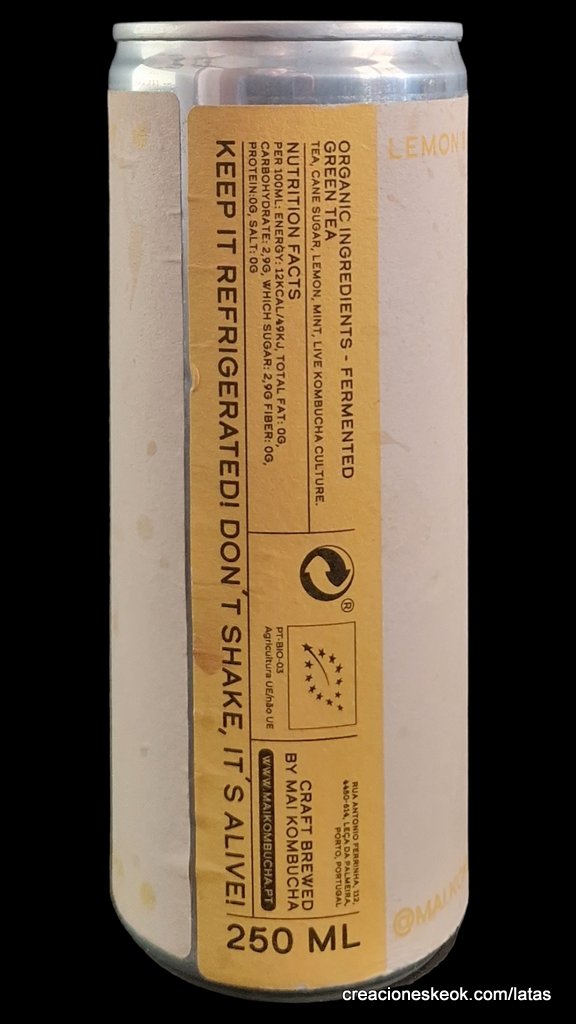 ORGANIC INGREDIENTS - FERMENTED
GREEN TEA
TEA, CANE SUGAR, LEMON, MINT, LIVE KOMBUCHA CULTURE.
NUTRITION FACTS
PER 100ML: ENERGY: 12KCAL/49KJ, TOTAL FAT: 0G,
CARBOHYDRATE: 2,9G, WHICH SUGAR: 2,9G FIBER: 0G,
PROTEIN:0G, SALT: 0G
KEEP IT REFRIGERATED! DON'T SHAKE, IT'S ALIVE!
®
PT-BIO-03
Agricultura UE/não UE
RUA ANTONIIO FERRINHA, 112,
4450-614, LEÇA DA PALMEIRA,
PORTO, PORTUGAL
CRAFT BREWED
BY MAI KOMBUCHA
WWW.MAIKOMBUCHA.PT
250 ML
LEMON
@MAI
creacioneskeok.com/latas